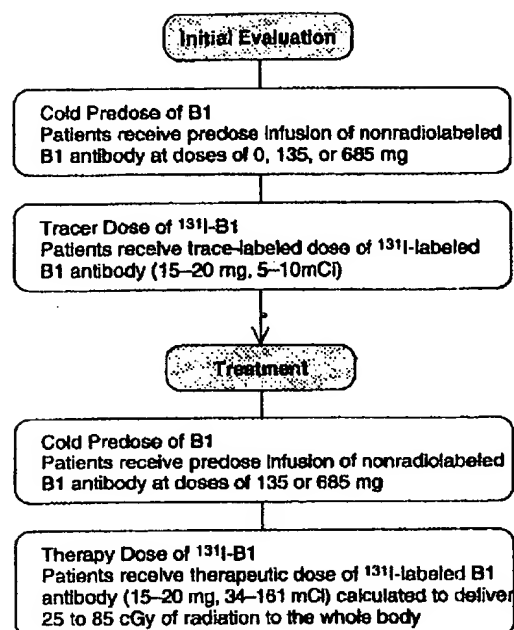 Initial Evaluation
Cold Predose of B1
Patients receive predose infusion of nonradiolabeled
B1 antibody at doses of 0, 135, or 685 mg
Tracer Dose of ¹³¹I-B1
Patients receive trace-labeled dose of ¹³¹I-labeled
B1 antibody (15–20 mg, 5–10mCi)
Treatment
Cold Predose of B1
Patients receive predose infusion of nonradiolabeled
B1 antibody at doses of 135 or 685 mg
Therapy Dose of ¹³¹I-B1
Patients receive therapeutic dose of ¹³¹I-labeled B1
antibody (15–20 mg, 34–161 mCi) calculated to deliver
25 to 85 cGy of radiation to the whole body